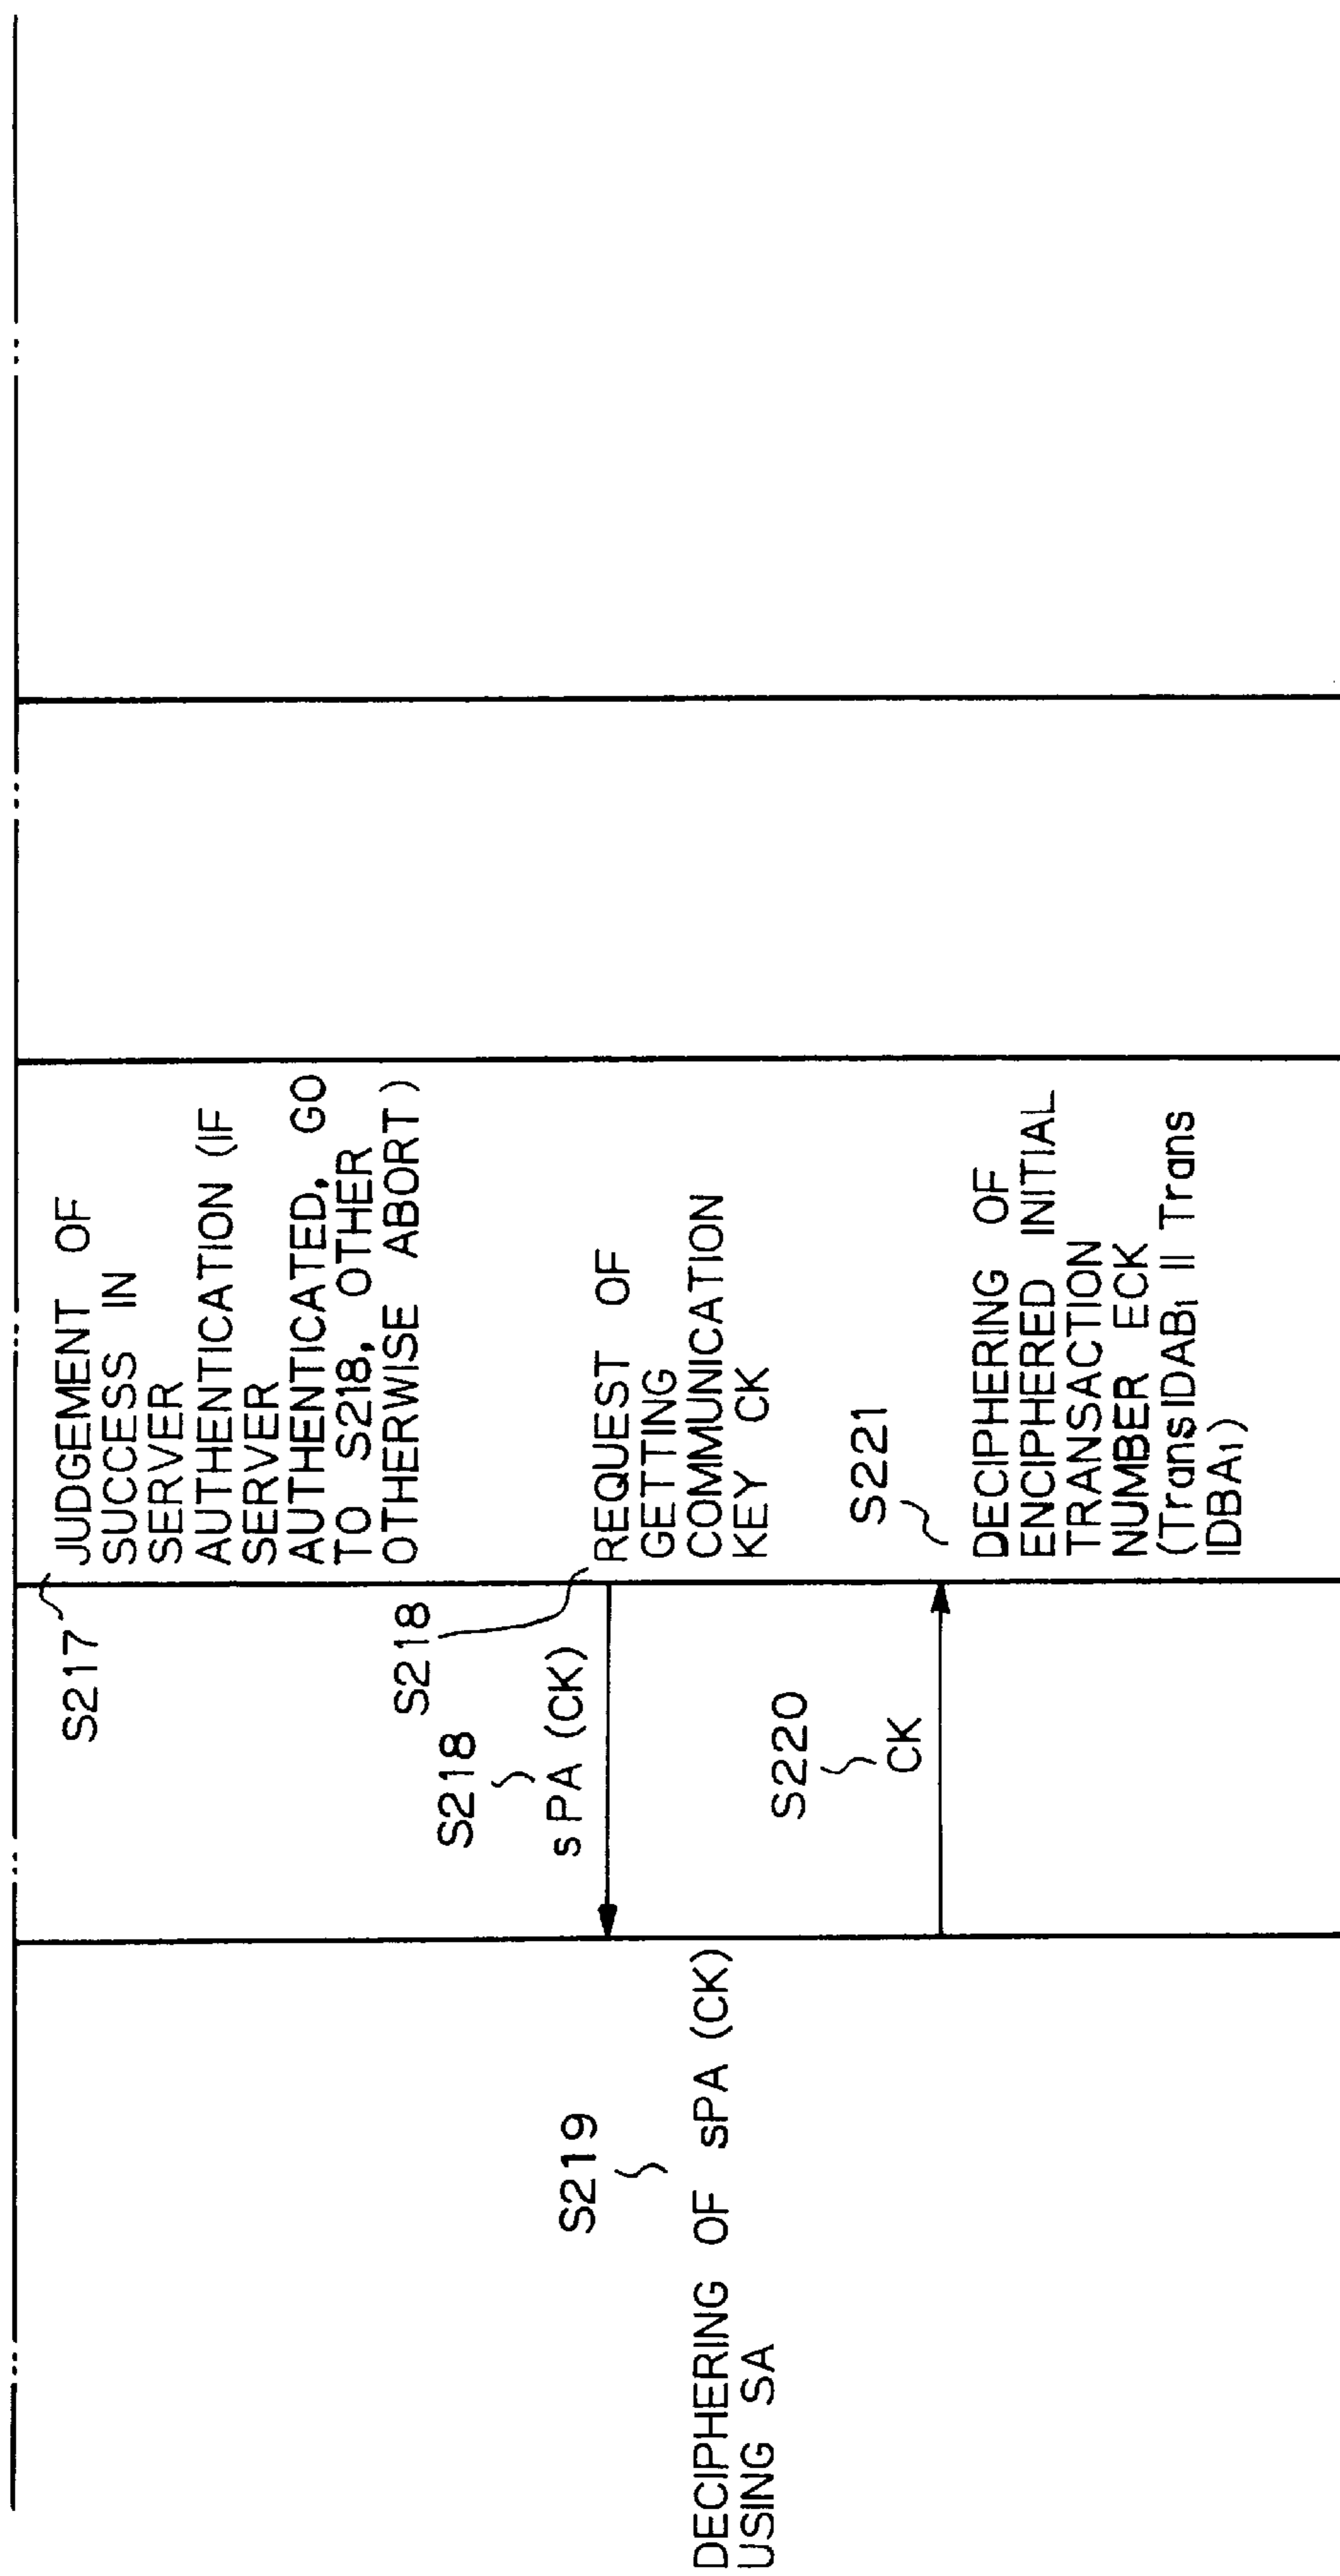 S217
JUDGEMENT OF
SUCCESS IN
SERVER
AUTHENTICATION (IF
SERVER
AUTHENTICATED, GO
TO S218, OTHER
OTHERWISE ABORT)
S218
REQUEST OF
GETTING
COMMUNICATION
KEY CK
S218
sPA (CK)
S219
DECIPHERING OF sPA (CK)
USING SA
S220
CK
S221
DECIPHERING OF
ENCIPHERED INITIAL
TRANSACTION
NUMBER ECK
(TransIDAB1 || Trans
IDBA1)